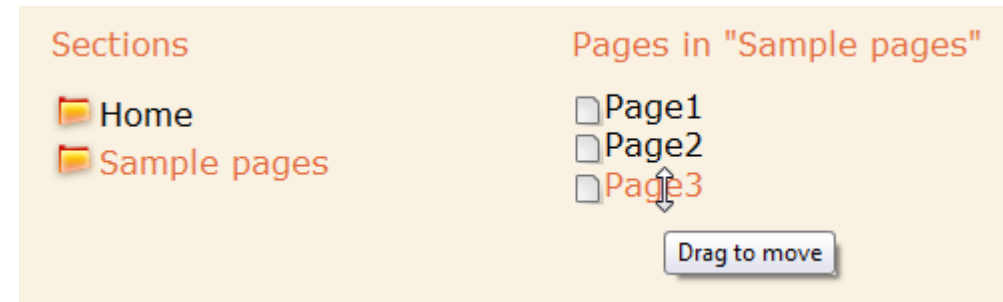 Sections
Home
Sample pages
Pages in "Sample pages"
Page1
Page2
Page3
Drag to move